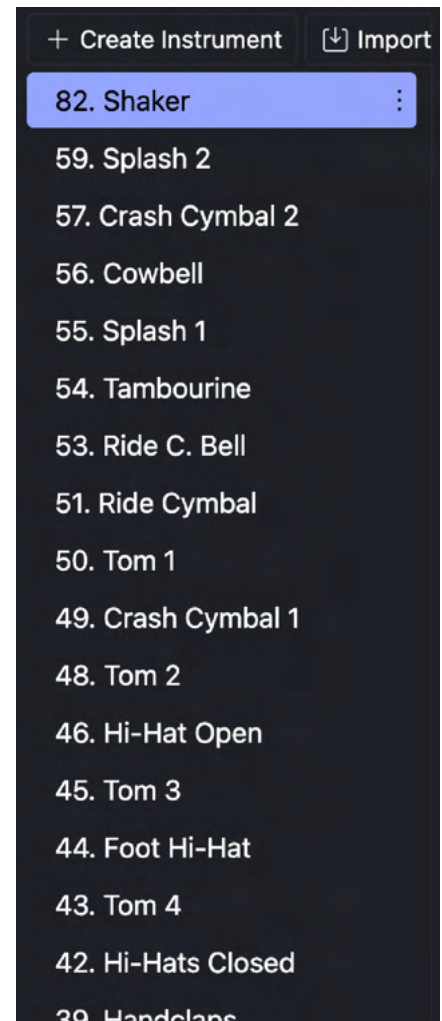 + Create Instrument Import
82. Shaker
59. Splash 2
57. Crash Cymbal 2
56. Cowbell
55. Splash 1
54. Tambourine
53. Ride C. Bell
51. Ride Cymbal
50. Tom 1
49. Crash Cymbal 1
48. Tom 2
46. Hi-Hat Open
45. Tom 3
44. Foot Hi-Hat
43. Tom 4
42. Hi-Hats Closed
39. Handclaps